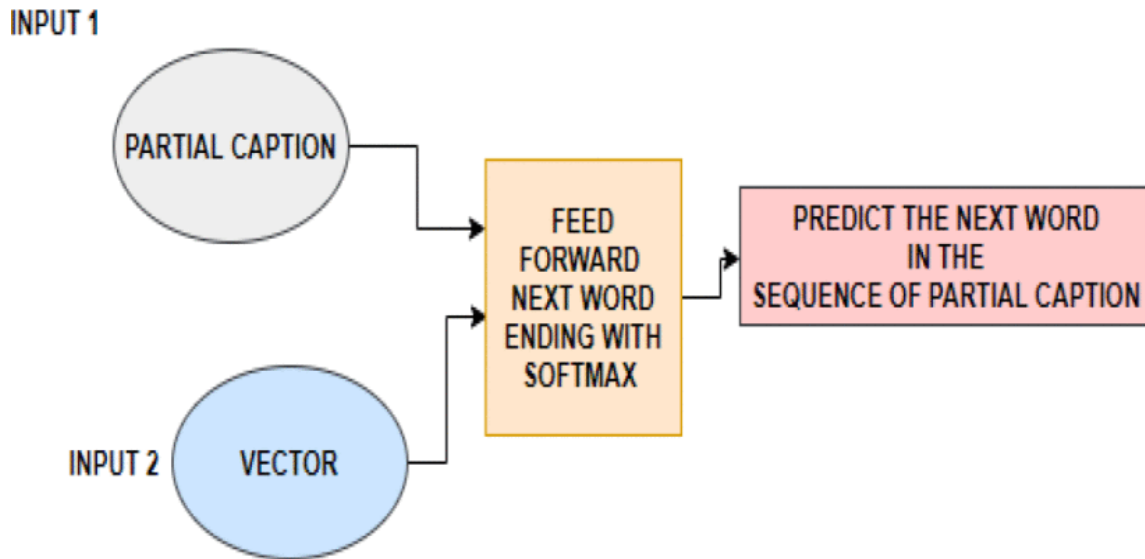 INPUT 1
PARTIAL CAPTION
FEED
FORWARD
NEXT WORD
ENDING WITH
SOFTMAX
PREDICT THE NEXT WORD
IN THE
SEQUENCE OF PARTIAL CAPTION
INPUT 2
VECTOR